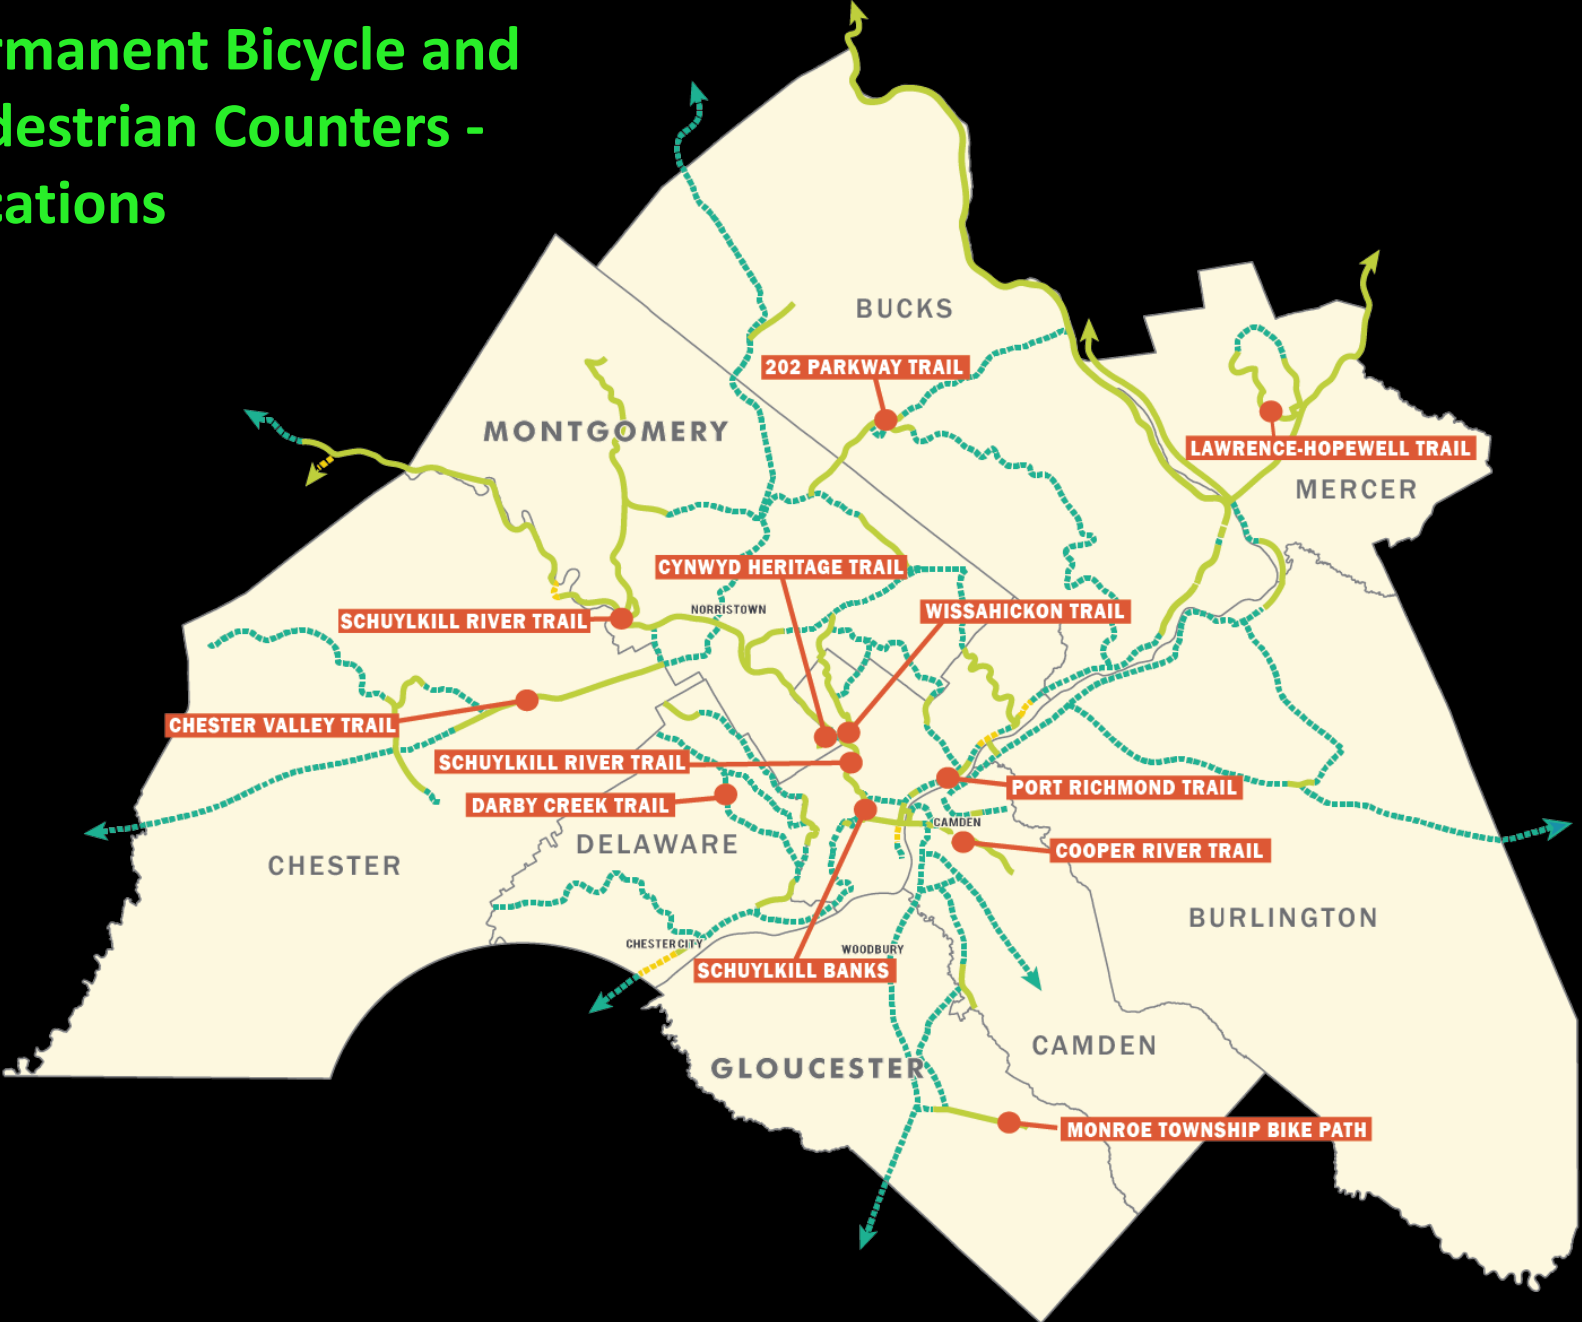 rmanent Bicycle and
destrian Counters -
cations
BUCKS
202 PARKWAY TRAIL
MONTGOMERY
LAWRENCE-HOPEWELL TRAIL
MERCER
CYNWYD HERITAGE TRAIL
NORRISTOWN
WISSAHICKON TRAIL
SCHUYLKILL RIVER TRAIL
CHESTER VALLEY TRAIL
SCHUYLKILL RIVER TRAIL
PORT RICHMOND TRAIL
DARBY CREEK TRAIL
CAMDEN
DELAWARE
COOPER RIVER TRAIL
CHESTER
BURLINGTON
CHESTER CITY
WOODBURY
SCHUYLKILL BANKS
CAMDEN
GLOUCESTER
MONROE TOWNSHIP BIKE PATH